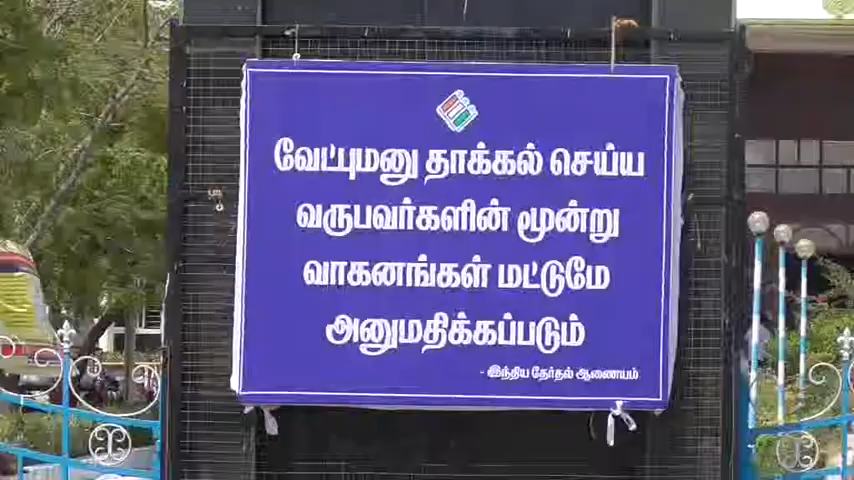 வேட்புமனு தாக்கல் செய்ய
வருபவர்களின் மூன்று
வாகனங்கள் மட்டுமே
அனுமதிக்கப்படும்
- இந்திய தேர்தல் ஆணையம்